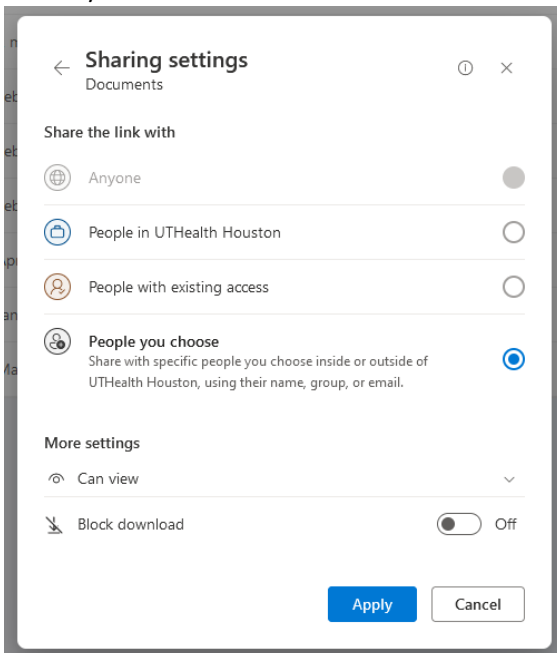 Sharing settings
Documents
Share the link with
Anyone
People in UTHealth Houston
People with existing access
People you choose
Share with specific people you choose inside or outside of
UTHealth Houston, using their name, group, or email.
More settings
Can view
Block download
Off
Apply
Cancel